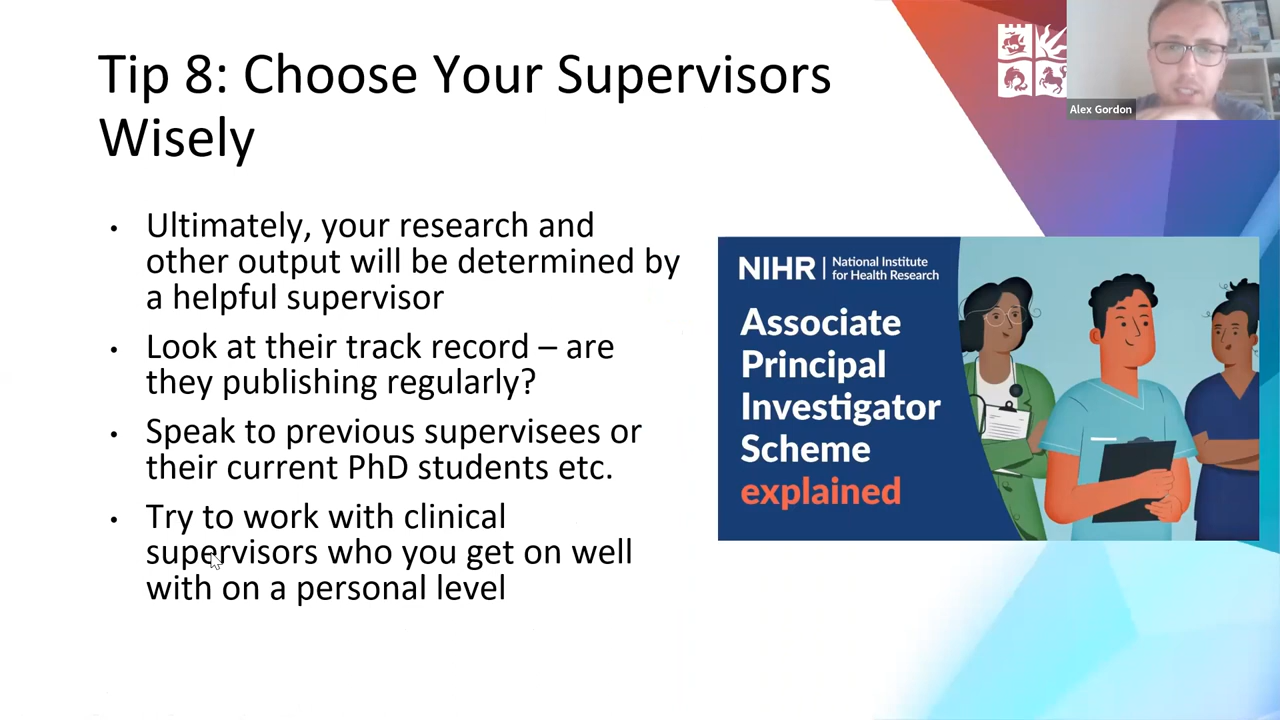 Tip 8: Choose Your Supervisors
Wisely
• Ultimately, your research and
other output will be determined by
a helpful supervisor
• Look at their track record – are
they publishing regularly?
• Speak to previous supervisees or
their current PhD students etc.
• Try to work with clinical
supervisors who you get on well
with on a personal level
NIHR | National Institute
for Health Research
Associate
Principal
Investigator
Scheme
explained
Alex Gordon